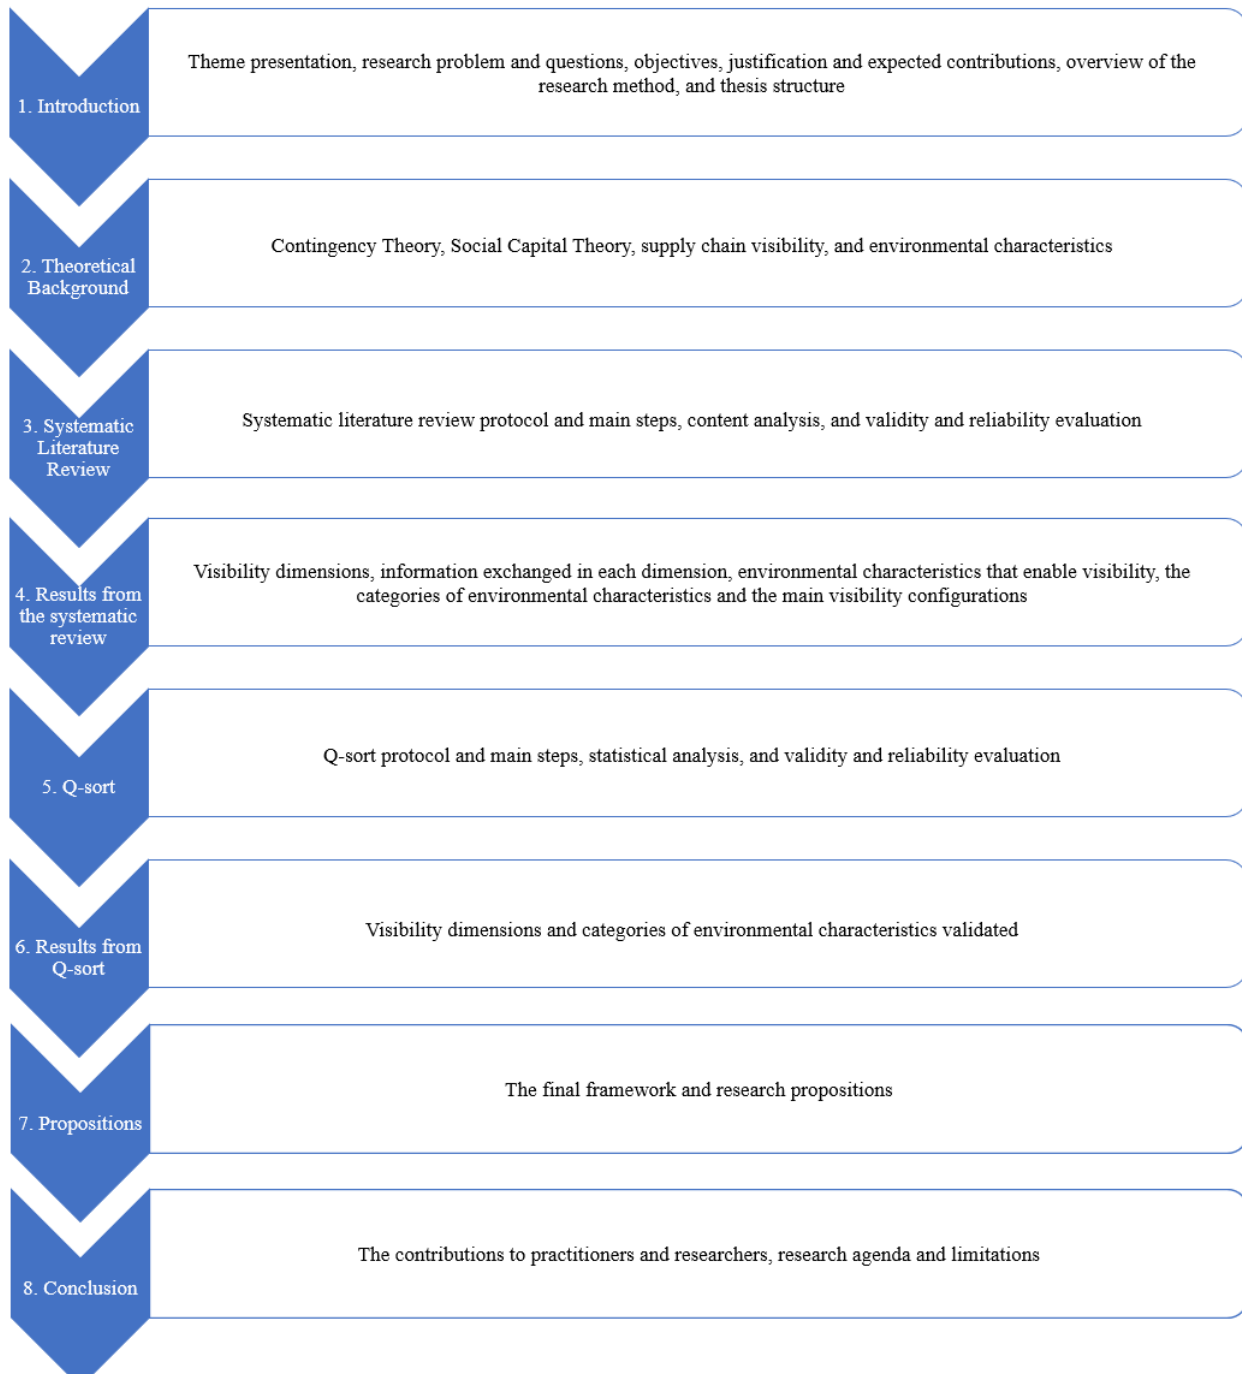 Theme presentation, research problem and questions, objectives, justification and expected contributions, overview of the
research method, and thesis structure
1. Introduction
Contingency Theory, Social Capital Theory, supply chain visibility, and environmental characteristics
2. Theoretical
Background
Systematic literature review protocol and main steps, content analysis, and validity and reliability evaluation
3. Systematic
Literature
Review
Visibility dimensions, information exchanged in each dimension, environmental characteristics that enable visibility, the
categories of environmental characteristics and the main visibility configurations
4. Results from
the systematic
review
Q-sort protocol and main steps, statistical analysis, and validity and reliability evaluation
5. Q-sort
Visibility dimensions and categories of environmental characteristics validated
6. Results from
Q-sort
The final framework and research propositions
7. Propositions
The contributions to practitioners and researchers, research agenda and limitations
8. Conclusion